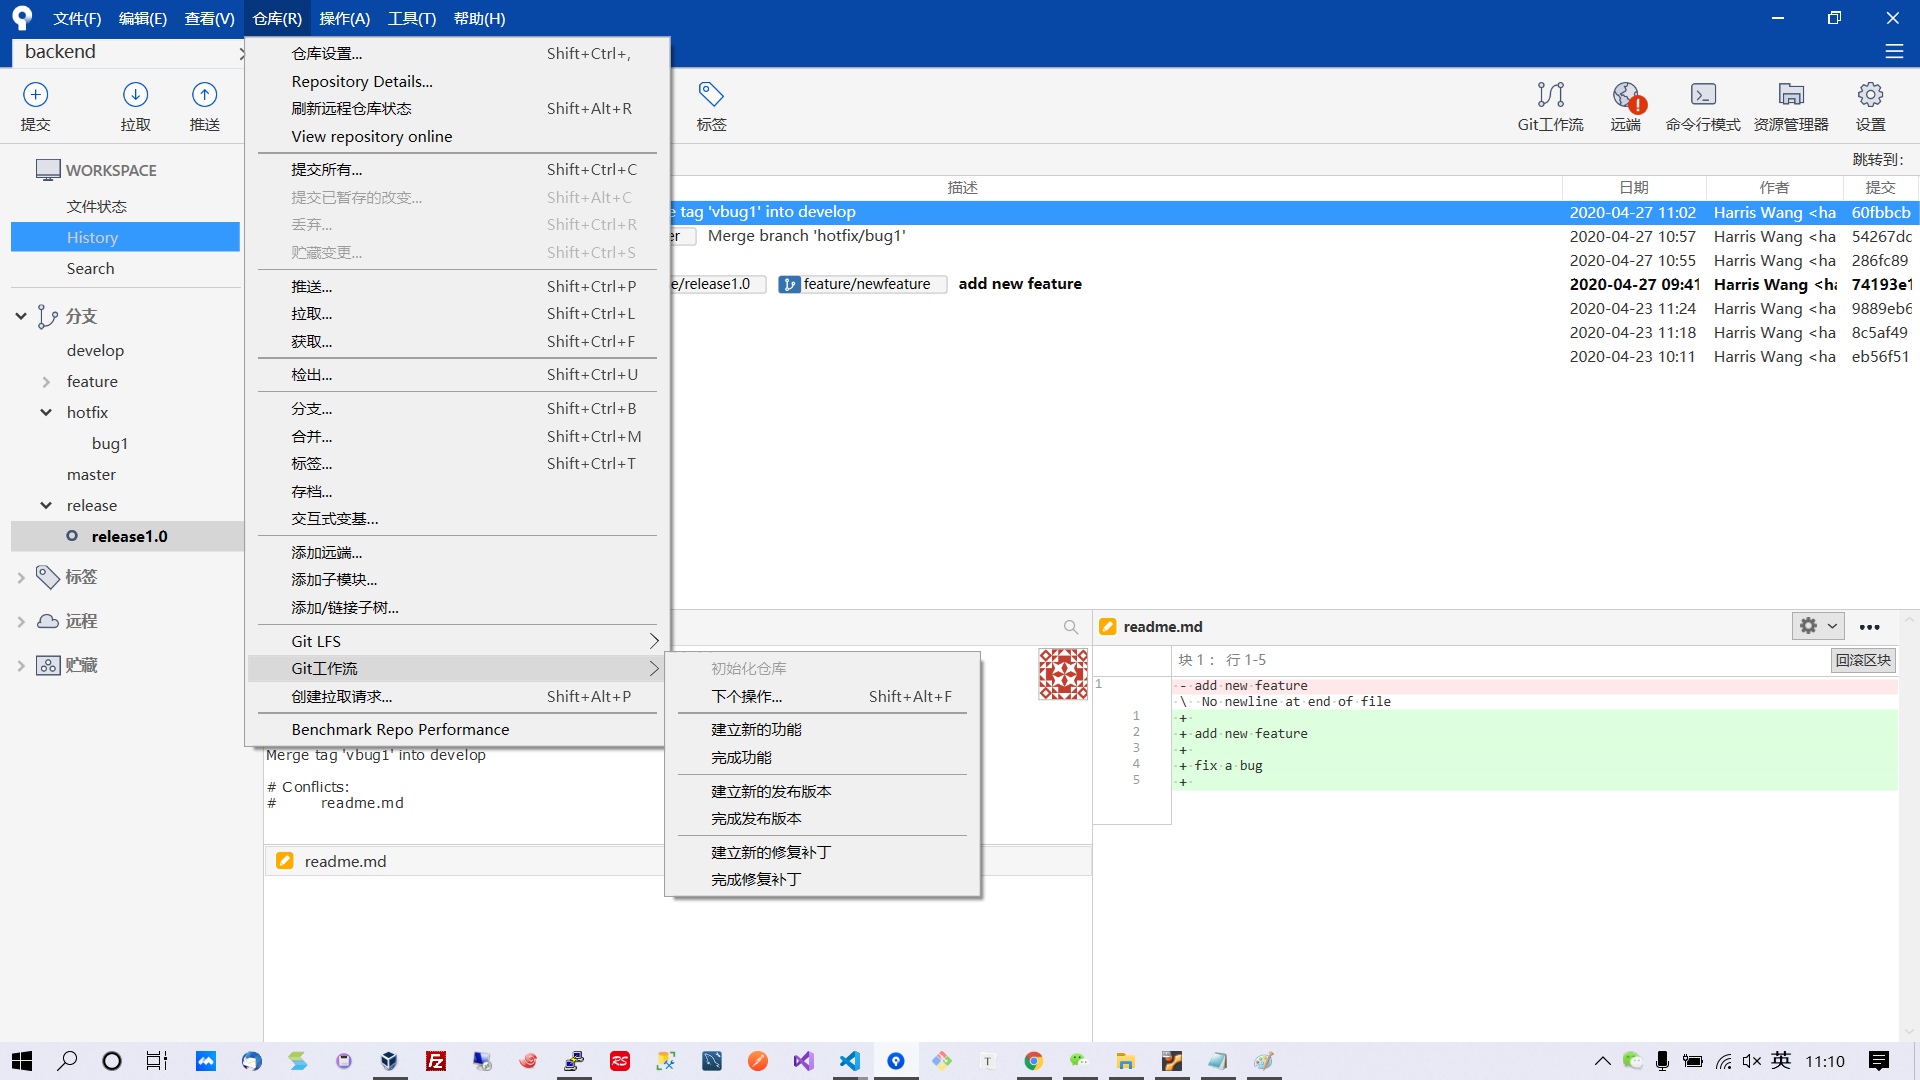 文件(F) 编辑(E) 查看(V) 仓库(R) 操作(A) 工具(T) 帮助(H)
backend
提交 拉取 推送 标签 Git工作流 远端 命令行模式 资源管理器 设置
WORKSPACE
文件状态
History
Search
分支
develop
feature
hotfix
bug1
master
release
release1.0
标签
远程
贮藏
仓库设置... Shift+Ctrl+,
Repository Details...
刷新远程仓库状态 Shift+Alt+R
View repository online
提交所有... Shift+Ctrl+C
提交已暂存的改变... Shift+Alt+C
丢弃... Shift+Ctrl+R
贮藏变更... Shift+Ctrl+S
推送... Shift+Ctrl+P
拉取... Shift+Ctrl+L
获取... Shift+Ctrl+F
检出... Shift+Ctrl+U
分支... Shift+Ctrl+B
合并... Shift+Ctrl+M
标签... Shift+Ctrl+T
存档...
交互式变基...
添加远端...
添加子模块...
添加/链接子树...
Git LFS
Git工作流
创建拉取请求... Shift+Alt+P
Benchmark Repo Performance
初始化仓库
下个操作... Shift+Alt+F
建立新的功能
完成功能
建立新的发布版本
完成发布版本
建立新的修复补丁
完成修复补丁
跳转到:
描述 日期 作者 提交
e tag 'vbug1' into develop 2020-04-27 11:02 Harris Wang <ha 60fbbcb
er Merge branch 'hotfix/bug1' 2020-04-27 10:57 Harris Wang <ha 54267dc
2020-04-27 10:55 Harris Wang <ha 286fc89
e/release1.0 feature/newfeature add new feature 2020-04-27 09:41 Harris Wang <ha 74193e1
2020-04-23 11:24 Harris Wang <ha 9889eb6
2020-04-23 11:18 Harris Wang <ha 8c5af49
2020-04-23 10:11 Harris Wang <ha eb56f51
Merge tag 'vbug1' into develop
# Conflicts:
# readme.md
readme.md
readme.md
块 1： 行 1-5 回滚区块
1 - add new feature
\ No newline at end of file
1 +
2 + add new feature
3 +
4 + fix a bug
5 +
英 11:10